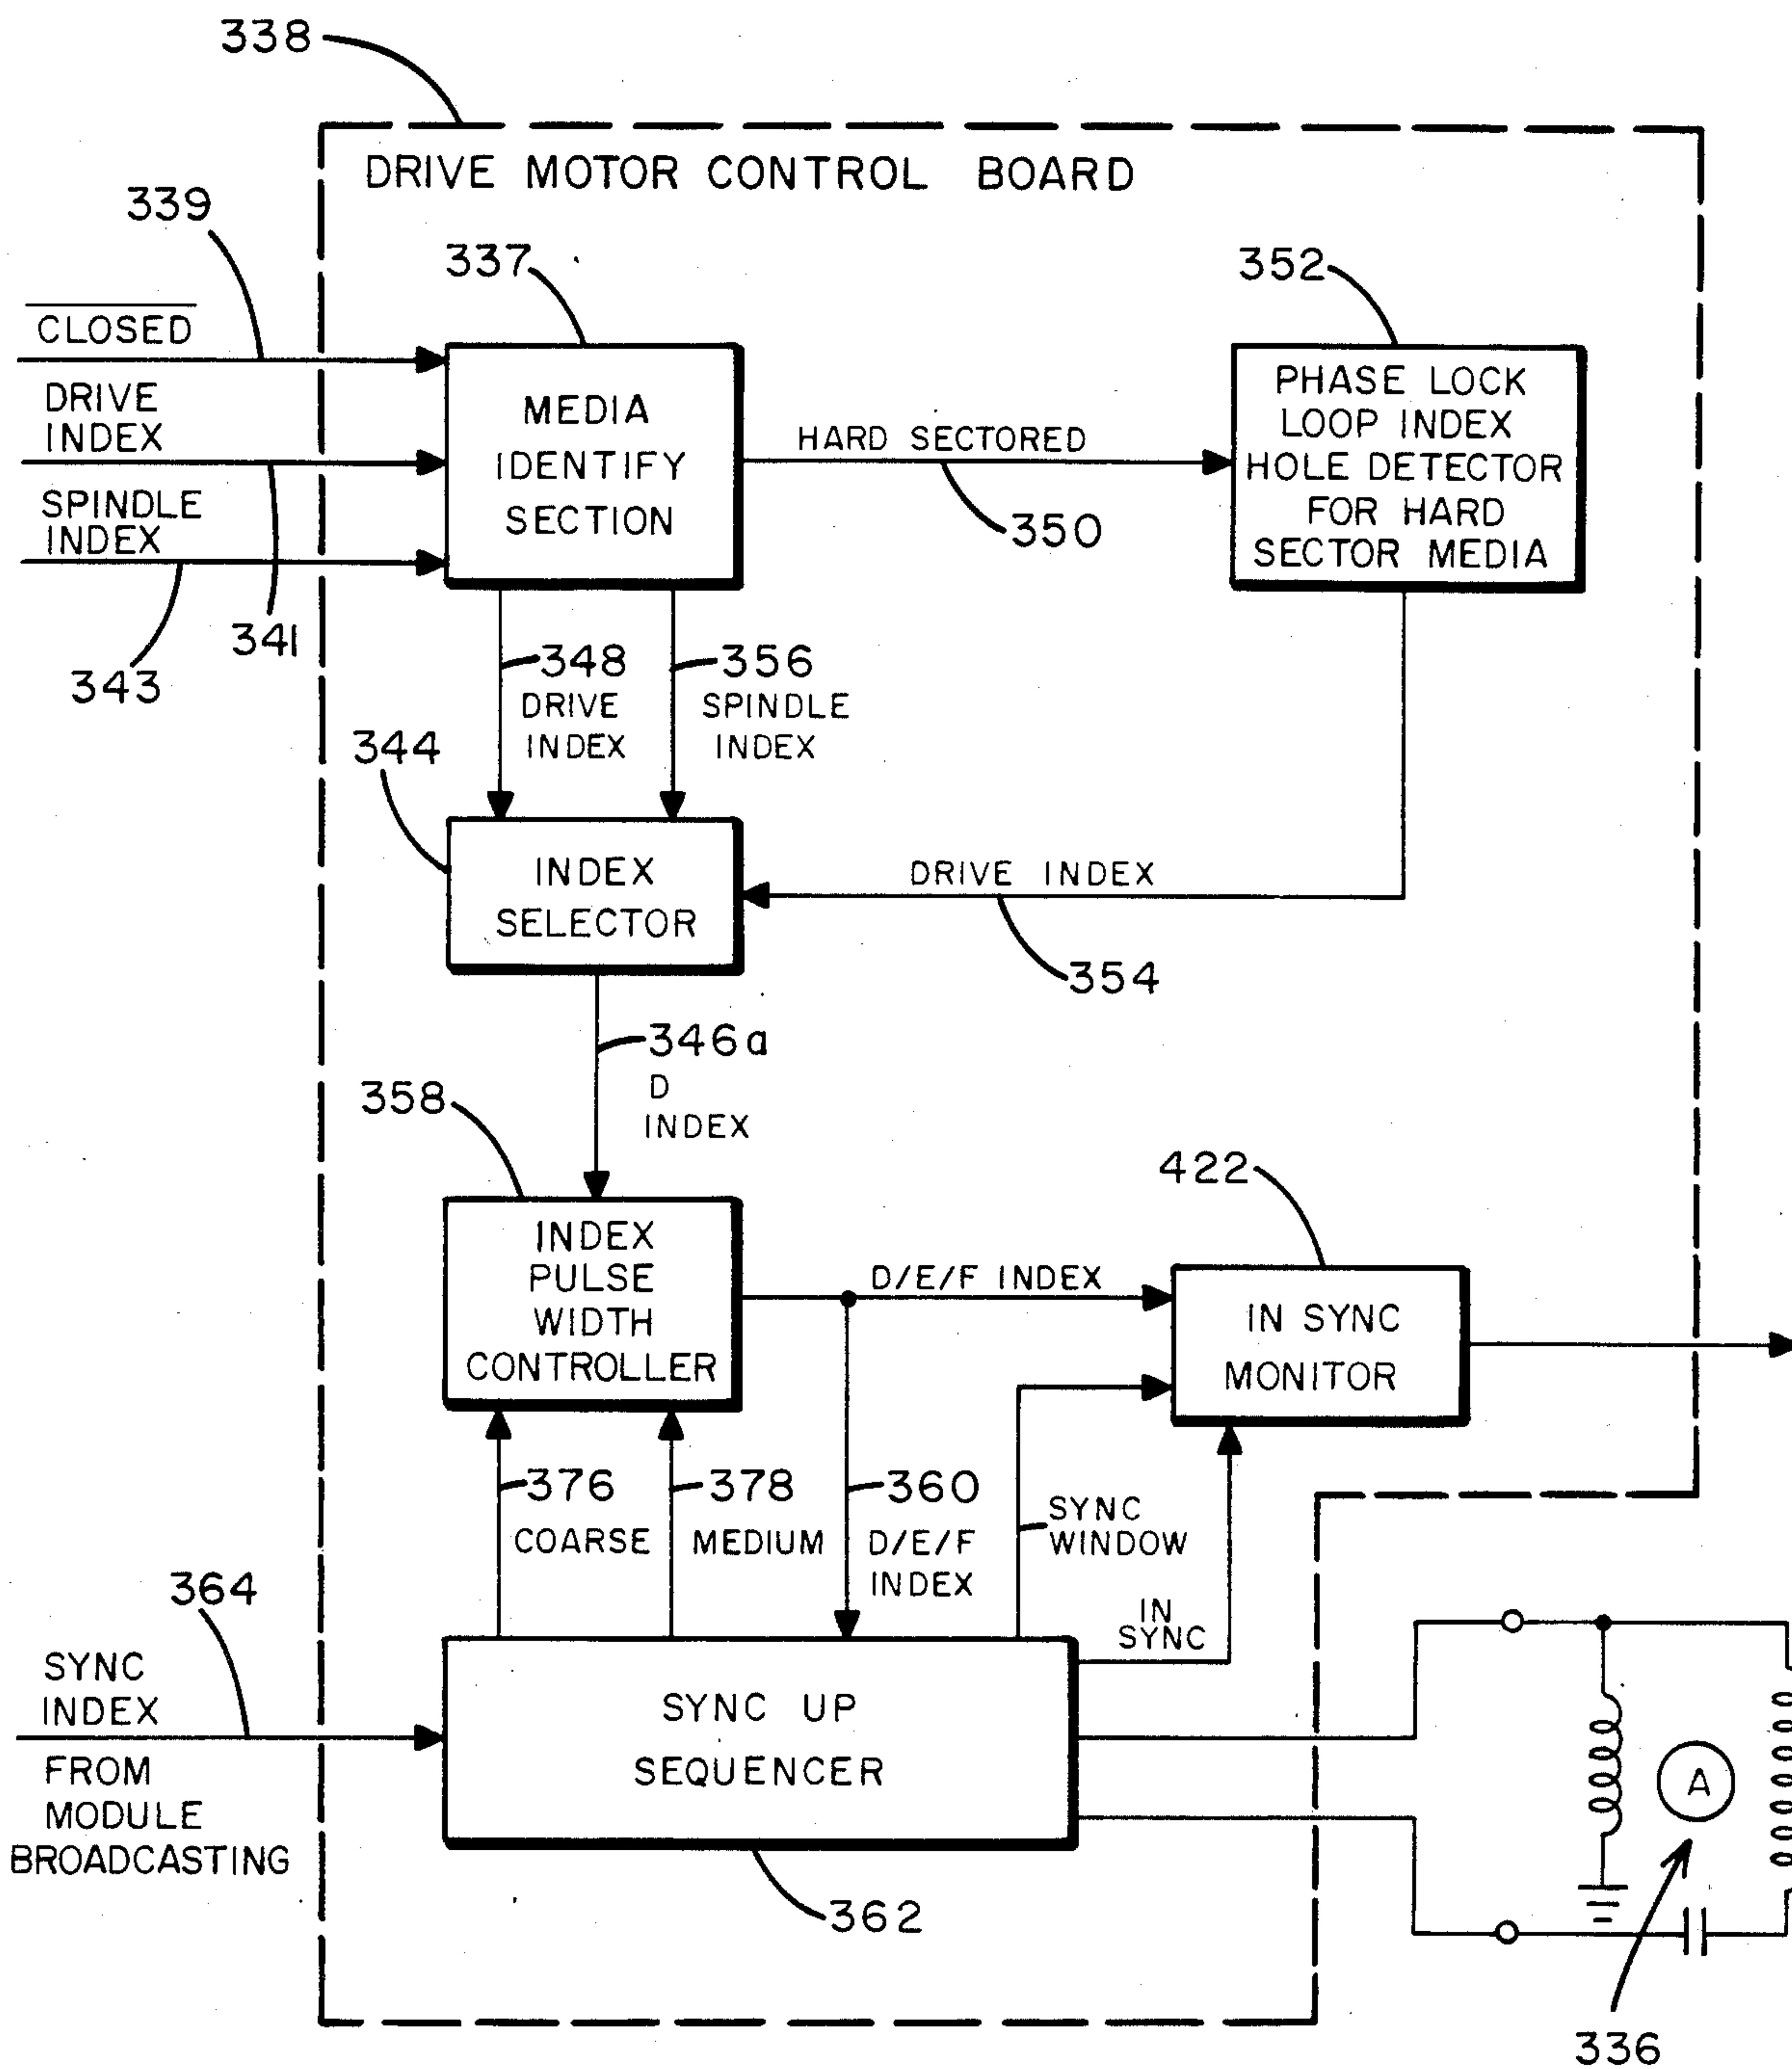 338
DRIVE MOTOR CONTROL BOARD
339
337
352
CLOSED
DRIVE
INDEX
SPINDLE
INDEX
MEDIA
IDENTIFY
SECTION
HARD SECTORED
350
PHASE LOCK
LOOP INDEX
HOLE DETECTOR
FOR HARD
SECTOR MEDIA
341
343
348
DRIVE
INDEX
356
SPINDLE
INDEX
344
INDEX
SELECTOR
DRIVE INDEX
354
346a
D
INDEX
358
422
INDEX
PULSE
WIDTH
CONTROLLER
D/E/F INDEX
IN SYNC
MONITOR
376
COARSE
378
MEDIUM
360
D/E/F
INDEX
SYNC
WINDOW
IN
SYNC
364
SYNC
INDEX
FROM
MODULE
BROADCASTING
SYNC UP
SEQUENCER
362
A
336